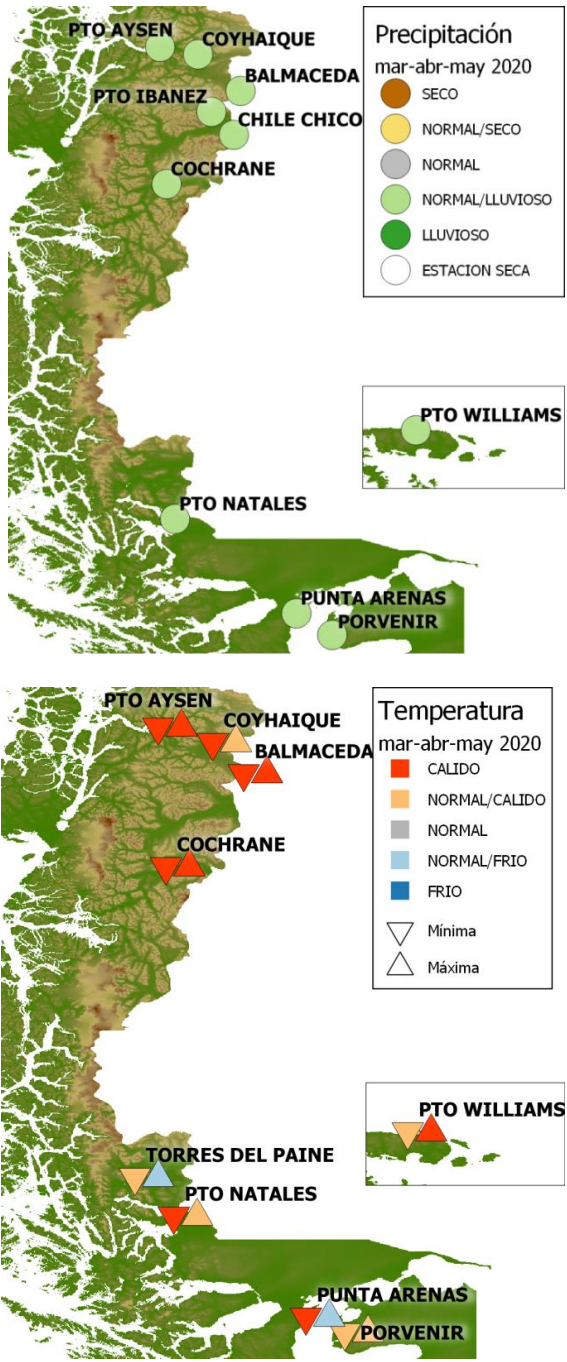 PTO AYSEN
COYHAIQUE
BALMACEDA
PTO IBANEZ
CHILE CHICO
COCHRANE
PTO WILLIAMS
PTO NATALES
PUNTA ARENAS
PORVENIR
Precipitación
mar-abr-may 2020
SECO
NORMAL/SECO
NORMAL
NORMAL/LLUVIOSO
LLUVIOSO
ESTACION SECA
PTO AYSEN
COYHAIQUE
BALMACEDA
COCHRANE
PTO WILLIAMS
TORRES DEL PAINE
PTO NATALES
PUNTA ARENAS
PORVENIR
Temperatura
mar-abr-may 2020
CALIDO
NORMAL/CALIDO
NORMAL
NORMAL/FRIO
FRIO
Mínima
Máxima